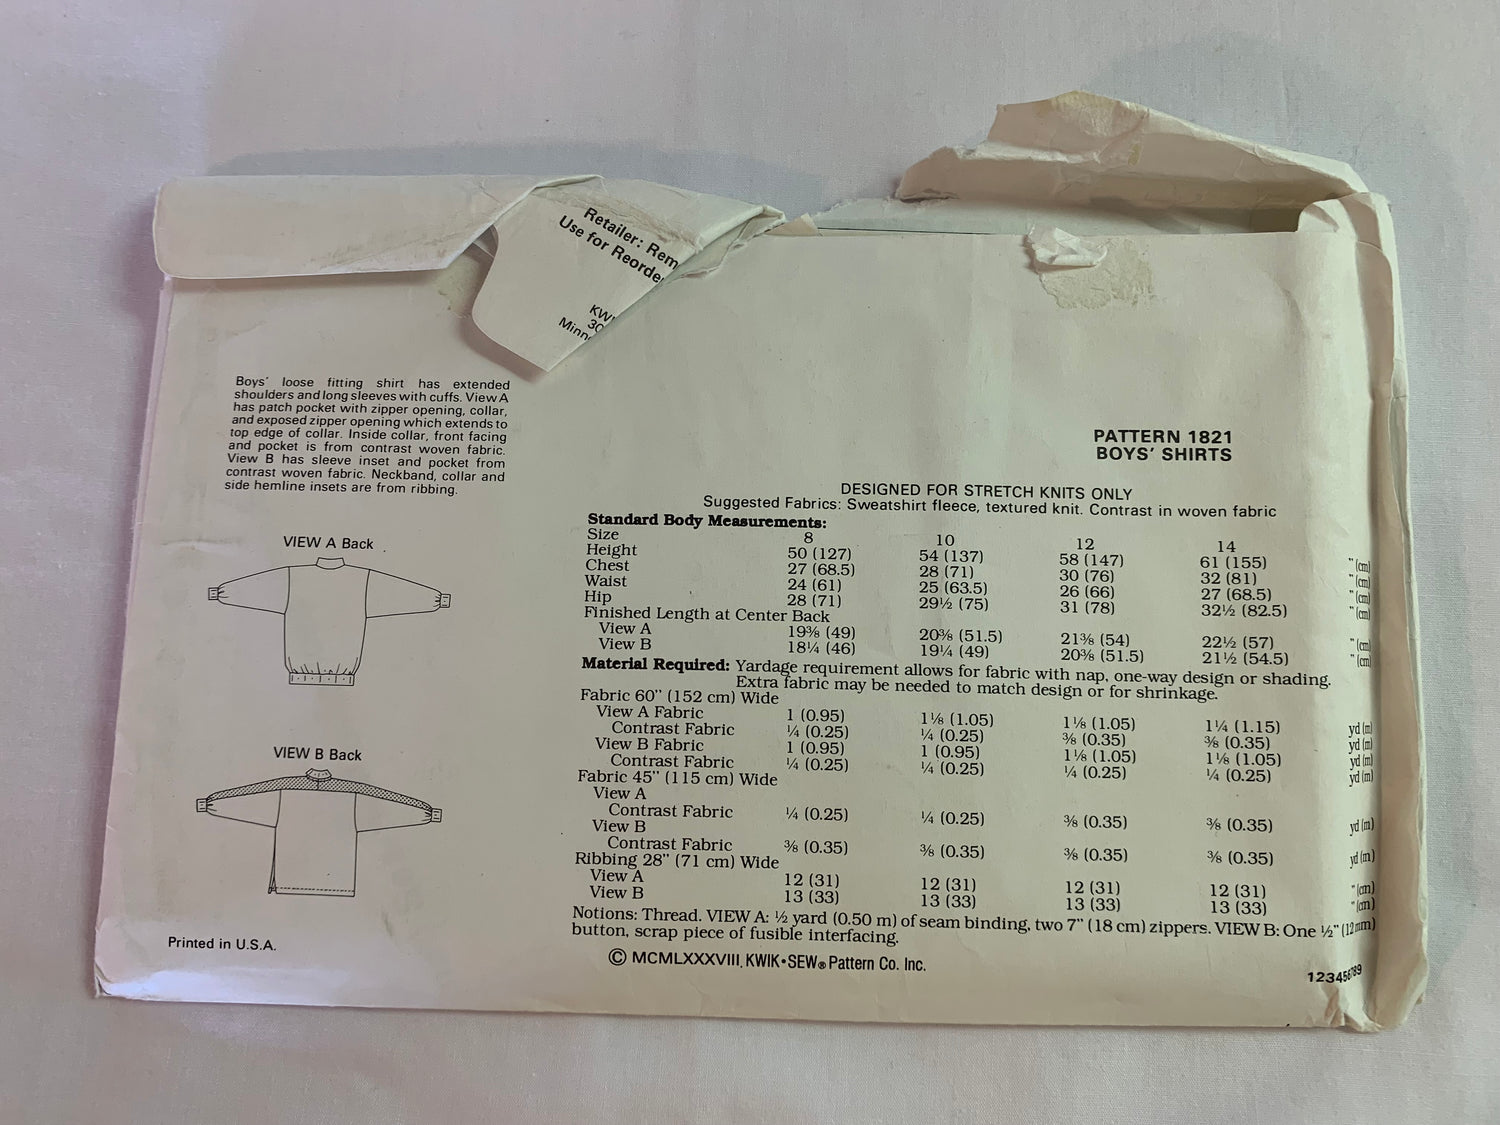 Retailer: Rem
Use for Reorde
KW
30
Minn
Boys' loose fitting shirt has extended
shoulders and long sleeves with cuffs. View A
has patch pocket with zipper opening, collar,
and exposed zipper opening which extends to
top edge of collar. Inside collar, front facing
and pocket is from contrast woven fabric.
View B has sleeve inset and pocket from
contrast woven fabric. Neckband, collar and
side hemline insets are from ribbing.
VIEW A Back
VIEW B Back
Printed in U.S.A.
PATTERN 1821
BOYS' SHIRTS
DESIGNED FOR STRETCH KNITS ONLY
Suggested Fabrics: Sweatshirt fleece, textured knit. Contrast in woven fabric
Standard Body Measurements:
Size 8 10 12 14
Height 50 (127) 54 (137) 58 (147) 61 (155) " (cm)
Chest 27 (68.5) 28 (71) 30 (76) 32 (81) " (cm)
Waist 24 (61) 25 (63.5) 26 (66) 27 (68.5) " (cm)
Hip 28 (71) 29½ (75) 31 (78) 32½ (82.5) " (cm)
Finished Length at Center Back
View A 19⅜ (49) 20⅜ (51.5) 21⅜ (54) 22½ (57) " (cm)
View B 18¼ (46) 19¼ (49) 20⅜ (51.5) 21½ (54.5) " (cm)
Material Required: Yardage requirement allows for fabric with nap, one-way design or shading.
Extra fabric may be needed to match design or for shrinkage.
Fabric 60" (152 cm) Wide
View A Fabric 1 (0.95) 1⅛ (1.05) 1⅛ (1.05) 1¼ (1.15) yd (m)
Contrast Fabric ¼ (0.25) ¼ (0.25) ⅜ (0.35) ⅜ (0.35) yd (m)
View B Fabric 1 (0.95) 1 (0.95) 1⅛ (1.05) 1⅛ (1.05) yd (m)
Contrast Fabric ¼ (0.25) ¼ (0.25) ¼ (0.25) ¼ (0.25) yd (m)
Fabric 45" (115 cm) Wide
View A
Contrast Fabric ¼ (0.25) ¼ (0.25) ⅜ (0.35) ⅜ (0.35) yd (m)
View B
Contrast Fabric ⅜ (0.35) ⅜ (0.35) ⅜ (0.35) ⅜ (0.35) yd (m)
Ribbing 28" (71 cm) Wide
View A 12 (31) 12 (31) 12 (31) 12 (31) " (cm)
View B 13 (33) 13 (33) 13 (33) 13 (33) " (cm)
Notions: Thread. VIEW A: ½ yard (0.50 m) of seam binding, two 7" (18 cm) zippers. VIEW B: One ½" (12 mm)
button, scrap piece of fusible interfacing.
© MCMLXXXVIII, KWIK•SEW® Pattern Co. Inc.
123456789